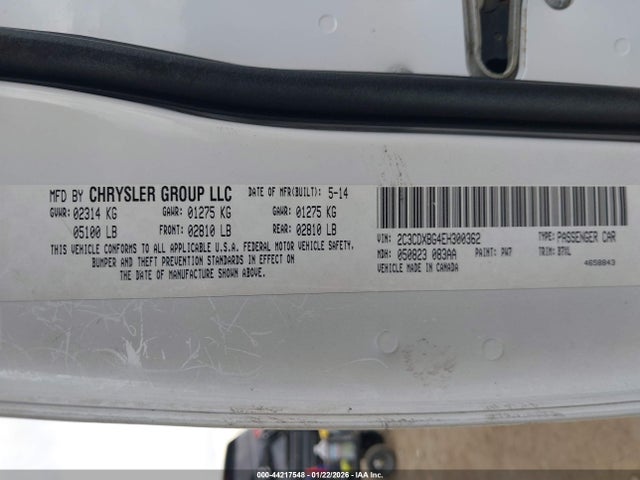 MFD BY CHRYSLER GROUP LLC DATE OF MFR(BUILT): 5-14
GVWR: 02314 KG GAWR: 01275 KG GAWR: 01275 KG
05100 LB FRONT: 02810 LB REAR: 02810 LB
THIS VEHICLE CONFORMS TO ALL APPLICABLE U.S.A. FEDERAL MOTOR VEHICLE SAFETY,
BUMPER AND THEFT PREVENTION STANDARDS IN EFFECT ON
THE DATE OF MANUFACTURE SHOWN ABOVE.
VIN: 2C3CDXBG4EH300362 TYPE: PASSENGER CAR
MDH: 050823 083AA PAINT: PW7 TRIM: B7XL
VEHICLE MADE IN CANADA
4658843
000-44217548 - 01/22/2026 - IAA Inc.